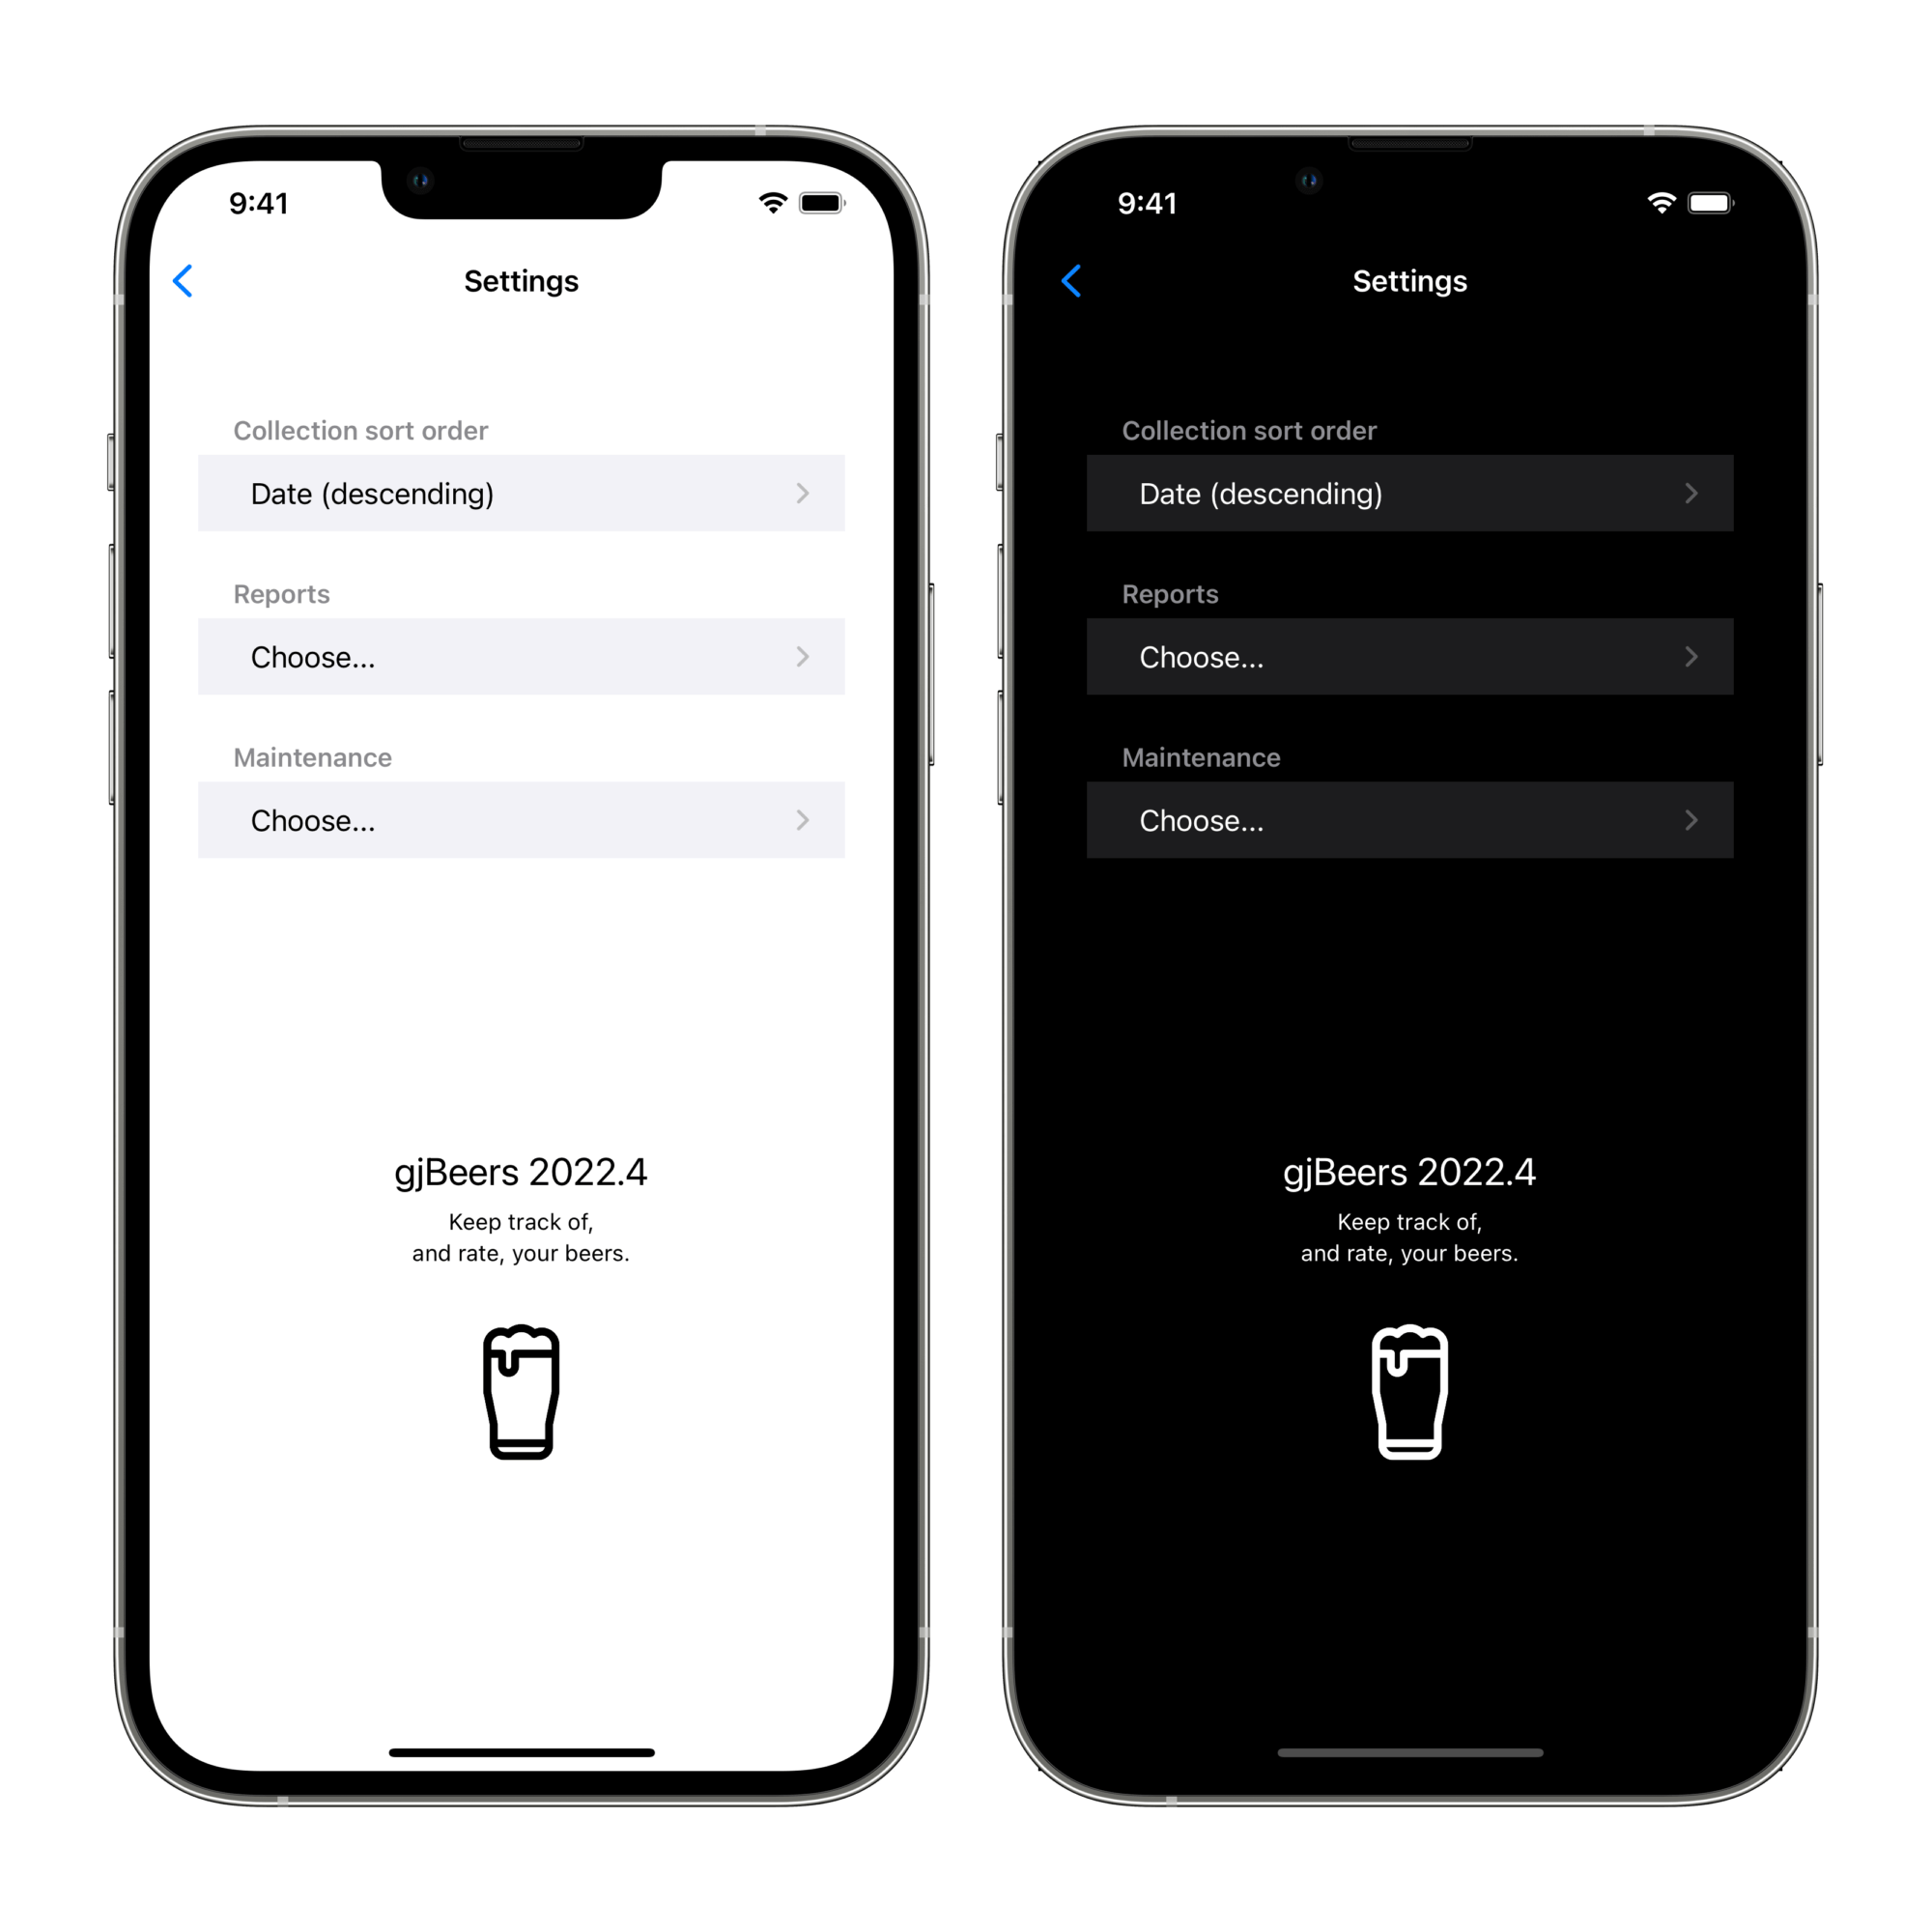 9:41
Settings
Collection sort order
Date (descending)
Reports
Choose...
Maintenance
Choose...
gjBeers 2022.4
Keep track of,
and rate, your beers.
9:41
Settings
Collection sort order
Date (descending)
Reports
Choose...
Maintenance
Choose...
gjBeers 2022.4
Keep track of,
and rate, your beers.